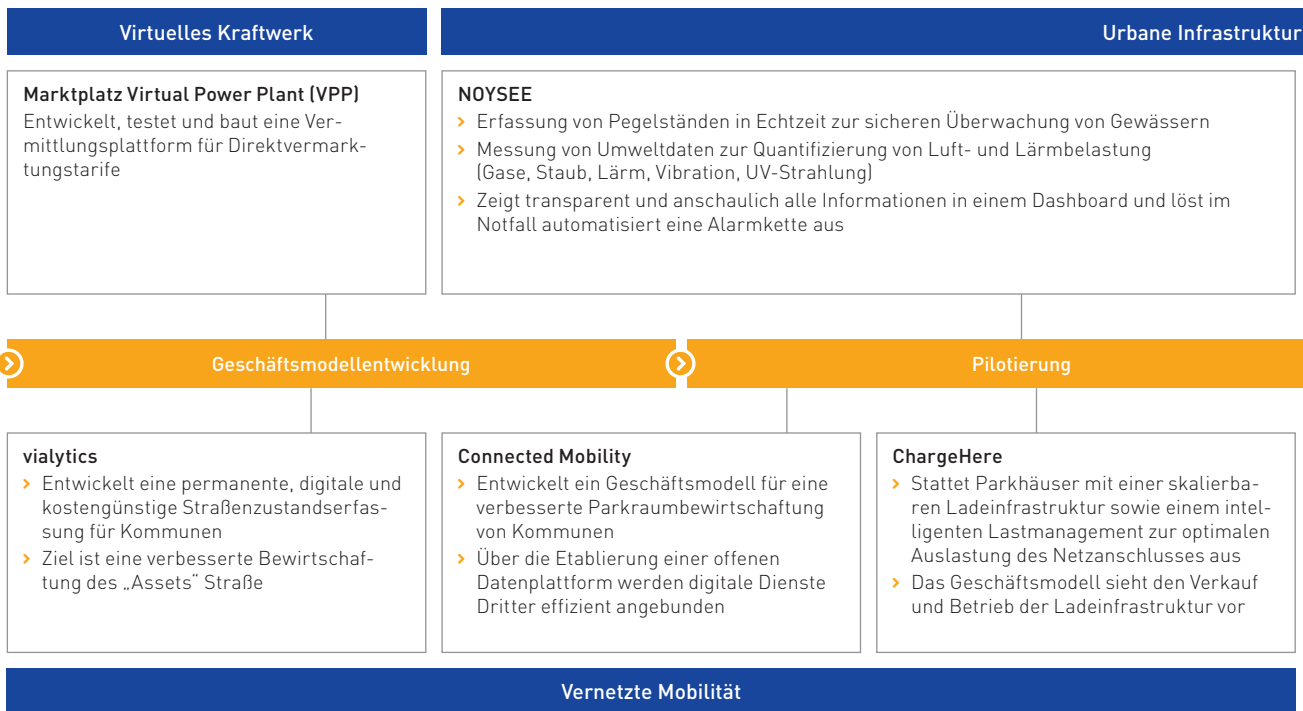 Virtuelles Kraftwerk
Urbane Infrastruktur
Marktplatz Virtual Power Plant (VPP)
Entwickelt, testet und baut eine Ver-
mittlungsplattform für Direktvermark-
tungstarife
NOYSEE
Erfassung von Pegelständen in Echtzeit zur sicheren Überwachung von Gewässern
Messung von Umweltdaten zur Quantifizierung von Luft- und Lärmbelastung
(Gase, Staub, Lärm, Vibration, UV-Strahlung)
Zeigt transparent und anschaulich alle Informationen in einem Dashboard und löst im
Notfall automatisiert eine Alarmkette aus
Geschäftsmodellentwicklung
Pilotierung
vialytics
Entwickelt eine permanente, digitale und
kostengünstige Straßenzustandserfas-
sung für Kommunen
Ziel ist eine verbesserte Bewirtschaf-
tung des „Assets“ Straße
Connected Mobility
Entwickelt ein Geschäftsmodell für eine
verbesserte Parkraumbewirtschaftung
von Kommunen
Über die Etablierung einer offenen
Datenplattform werden digitale Dienste
Dritter effizient angebunden
ChargeHere
Stattet Parkhäuser mit einer skalierba-
ren Ladeinfrastruktur sowie einem intel-
ligenten Lastmanagement zur optimalen
Auslastung des Netzanschlusses aus
Das Geschäftsmodell sieht den Verkauf
und Betrieb der Ladeinfrastruktur vor
Vernetzte Mobilität